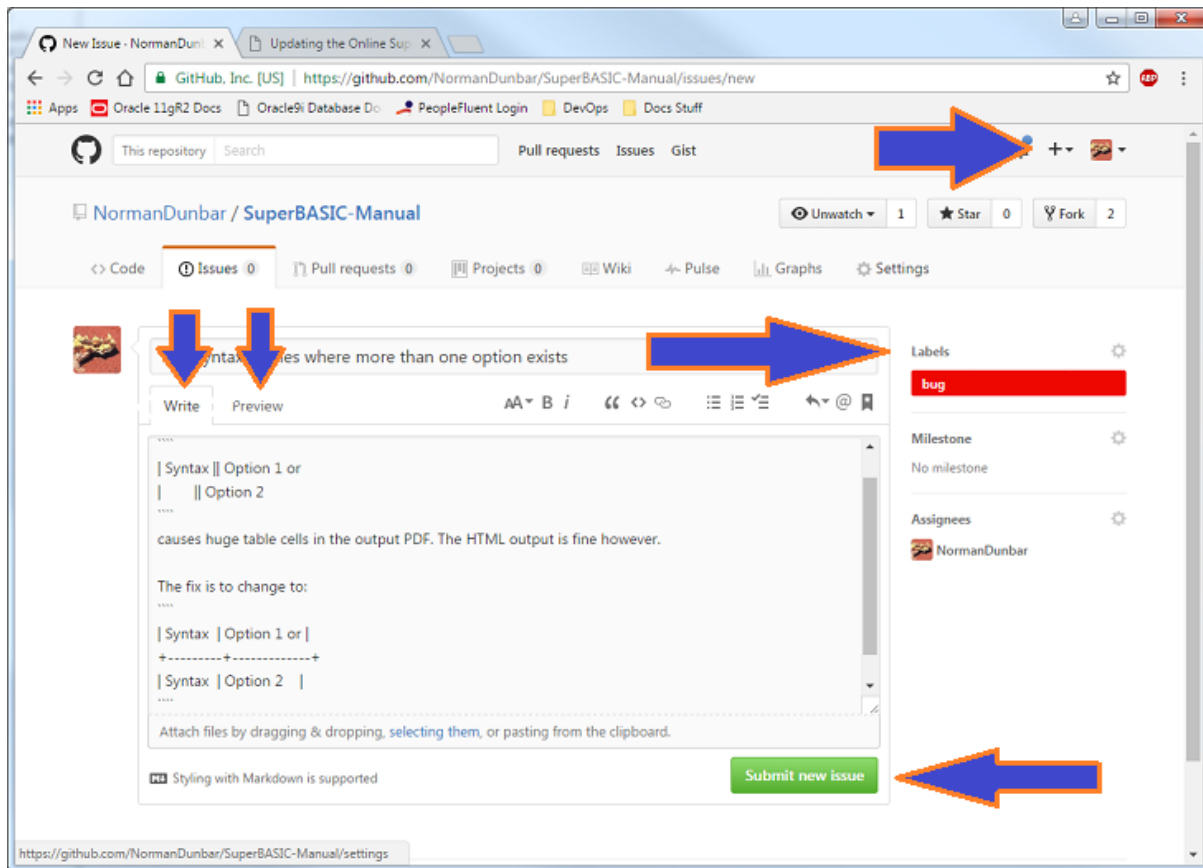 New Issue · NormanDun
Updating the Online Sup
GitHub, Inc. [US] | https://github.com/NormanDunbar/SuperBASIC-Manual/issues/new
ABP
Apps Oracle 11gR2 Docs Oracle9i Database Do PeopleFluent Login DevOps Docs Stuff
This repository Search Pull requests Issues Gist
NormanDunbar / SuperBASIC-Manual
Unwatch 1 Star 0 Fork 2
<> Code Issues 0 Pull requests 0 Projects 0 Wiki Pulse Graphs Settings
where more than one option exists
Labels
bug
Write Preview
AA B i “ <> @
Milestone
No milestone
Assignees
NormanDunbar
````
| Syntax || Option 1 or
| || Option 2
````
causes huge table cells in the output PDF. The HTML output is fine however.
The fix is to change to:
````
| Syntax | Option 1 or |
+---------+-------------+
| Syntax | Option 2 |
````
Attach files by dragging & dropping, selecting them, or pasting from the clipboard.
Styling with Markdown is supported
Submit new issue
https://github.com/NormanDunbar/SuperBASIC-Manual/settings